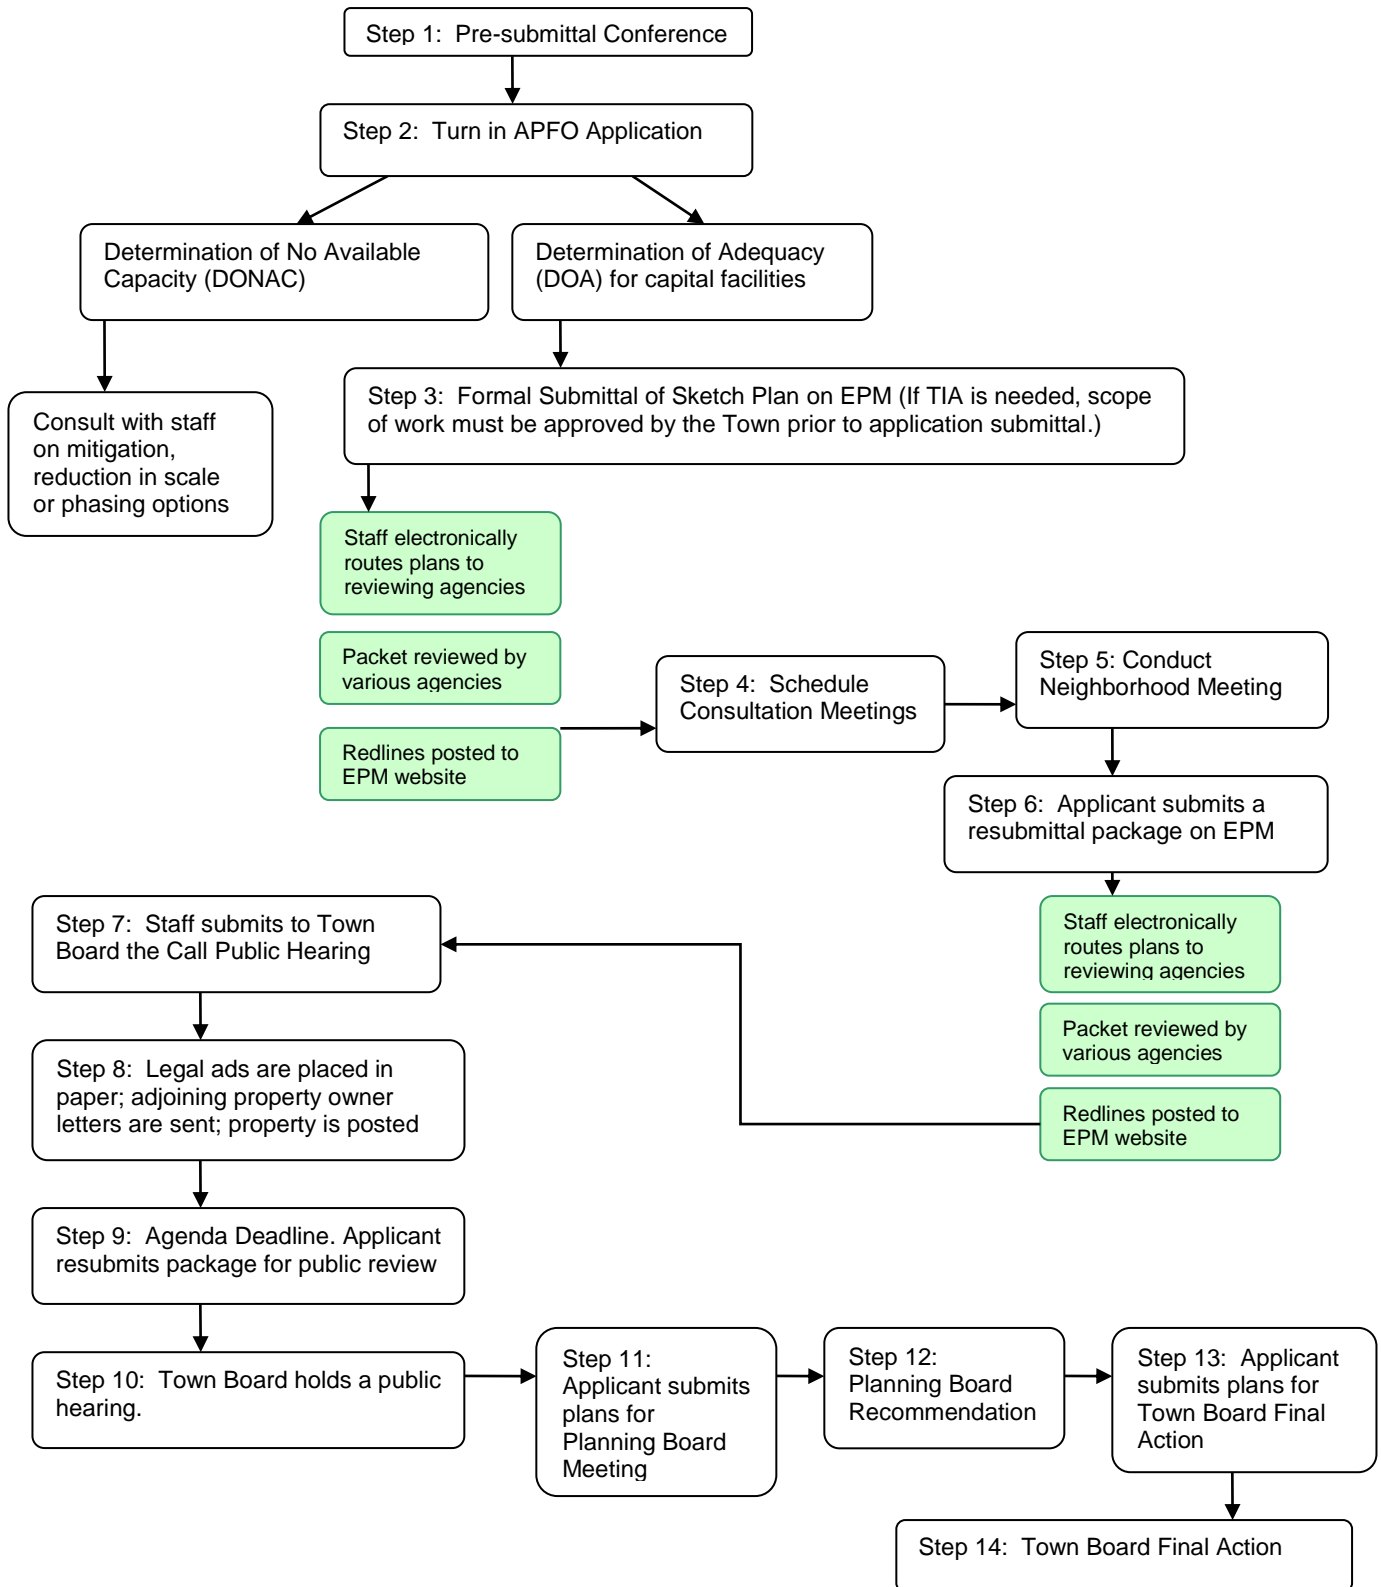 Step 1:  Pre-submittal Conference
Step 2:  Turn in APFO Application
Determination of No Available
Capacity (DONAC)
Determination of Adequacy
(DOA) for capital facilities
Consult with staff
on mitigation,
reduction in scale
or phasing options
Step 3:  Formal Submittal of Sketch Plan on EPM (If TIA is needed, scope
of work must be approved by the Town prior to application submittal.)
Staff electronically
routes plans to
reviewing agencies
Packet reviewed by
various agencies
Redlines posted to
EPM website
Step 4:  Schedule
Consultation Meetings
Step 5: Conduct
Neighborhood Meeting
Step 6:  Applicant submits a
resubmittal package on EPM
Staff electronically
routes plans to
reviewing agencies
Packet reviewed by
various agencies
Redlines posted to
EPM website
Step 7:  Staff submits to Town
Board the Call Public Hearing
Step 8:  Legal ads are placed in
paper; adjoining property owner
letters are sent; property is posted
Step 9:  Agenda Deadline. Applicant
resubmits package for public review
Step 10:  Town Board holds a public
hearing.
Step 11:
Applicant submits
plans for
Planning Board
Meeting
Step 12:
Planning Board
Recommendation
Step 13:  Applicant
submits plans for
Town Board Final
Action
Step 14:  Town Board Final Action